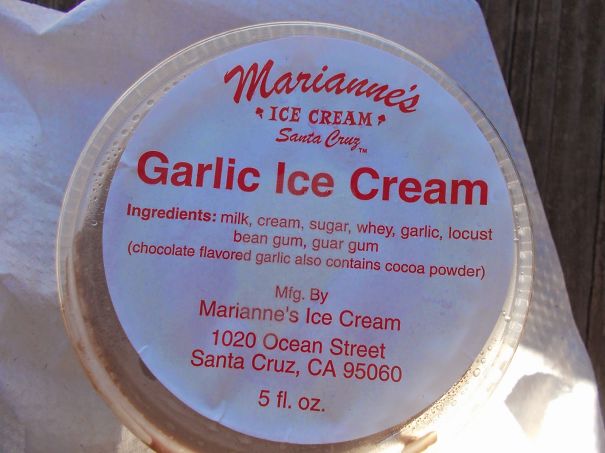 Marianne's
ICE CREAM
Santa Cruz™
Garlic Ice Cream
Ingredients: milk, cream, sugar, whey, garlic, locust
bean gum, guar gum
(chocolate flavored garlic also contains cocoa powder)
Mfg. By
Marianne's Ice Cream
1020 Ocean Street
Santa Cruz, CA 95060
5 fl. oz.